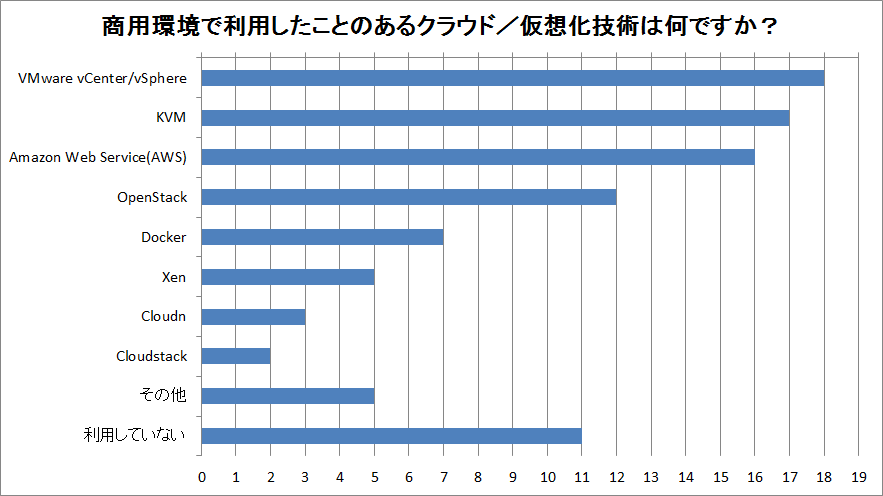 商用環境で利用したことのあるクラウド／仮想化技術は何ですか？
VMware vCenter/vSphere
KVM
Amazon Web Service(AWS)
OpenStack
Docker
Xen
Cloudn
Cloudstack
その他
利用していない
0 1 2 3 4 5 6 7 8 9 10 11 12 13 14 15 16 17 18 19